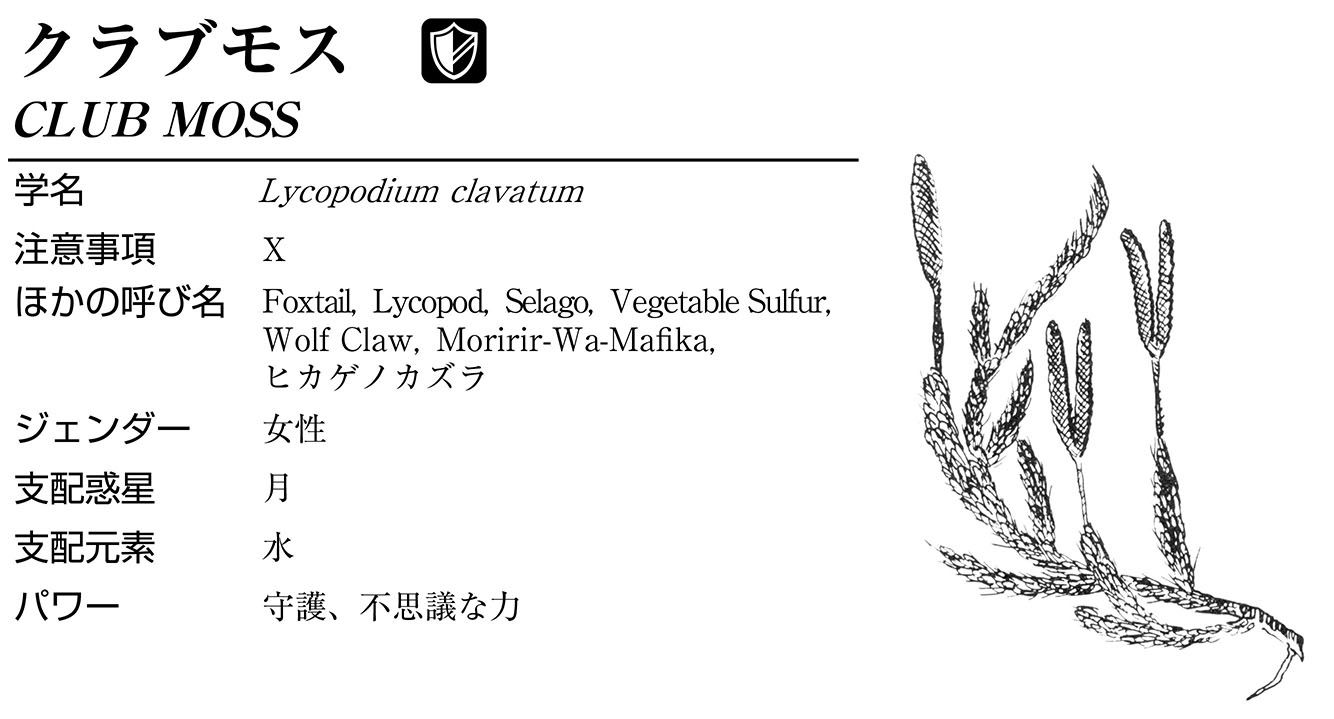 クラブモス
CLUB MOSS
学名 Lycopodium clavatum
注意事項 X
ほかの呼び名 Foxtail, Lycopod, Selago, Vegetable Sulfur,
Wolf Claw, Moririr-Wa-Mafika,
ヒカゲノカズラ
ジェンダー 女性
支配惑星 月
支配元素 水
パワー 守護、不思議な力